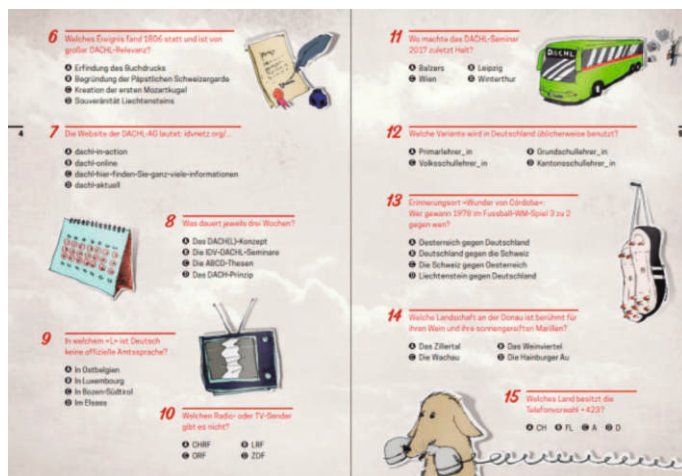 6 Welches Ereignis fand 1806 statt und ist von
großer DACHL-Relevanz?
A Erfindung des Buchdrucks
B Begründung der Päpstlichen Schweizergarde
C Kreation der ersten Mozartkugel
D Souveränität Liechtensteins
4
7 Die Website der DACHL-AG lautet: idvnetz.org/...
A dachl-in-action
B dachl-online
C dachl-hier-finden-Sie-ganz-viele-informationen
D dachl-aktuell
8 Was dauert jeweils drei Wochen?
A Das DACH(L)-Konzept
B Die IDV-DACHL-Seminare
C Die ABCD-Thesen
D Das DACH-Prinzip
9 In welchem «L» ist Deutsch
keine offizielle Amtssprache?
A In Ostbelgien
B In Luxembourg
C In Bozen-Südtirol
D Im Elsass
10 Welchen Radio- oder TV-Sender
gibt es nicht?
A CHRF B LRF
C ORF D ZDF
11 Wo machte das DACHL-Seminar
2017 zuletzt Halt?
A Balzers B Leipzig
C Wien D Winterthur
DACHL
12 Welche Variante wird in Deutschland üblicherweise benutzt?
A Primarlehrer_in B Grundschullehrer_in
C Volksschullehrer_in D Kantonsschullehrer_in
13 Erinnerungsort «Wunder von Córdoba»:
Wer gewann 1978 im Fussball-WM-Spiel 3 zu 2
gegen wen?
A Oesterreich gegen Deutschland
B Deutschland gegen die Schweiz
C Die Schweiz gegen Oesterreich
D Liechtenstein gegen Deutschland
14 Welche Landschaft an der Donau ist berühmt für
ihren Wein und ihre sonnengereiften Marillen?
A Das Zillertal B Das Weinviertel
C Die Wachau D Die Hainburger Au
15 Welches Land besitzt die
Telefonvorwahl +423?
A CH B FL C A D D